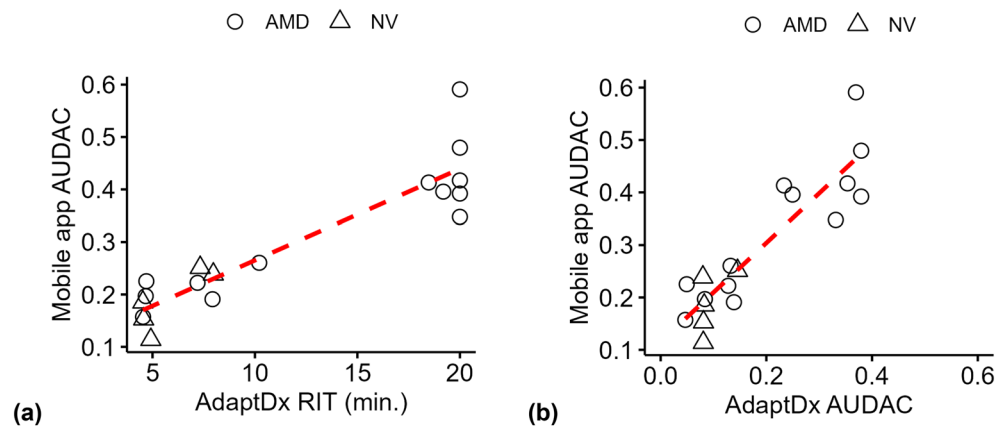 AMD NV
0.6
0.5
0.4
0.3
0.2
0.1
Mobile app AUDAC
5 10 15 20
AdaptDx RIT (min.)
(a)
AMD NV
0.6
0.5
0.4
0.3
0.2
0.1
Mobile app AUDAC
0.0 0.2 0.4 0.6
AdaptDx AUDAC
(b)